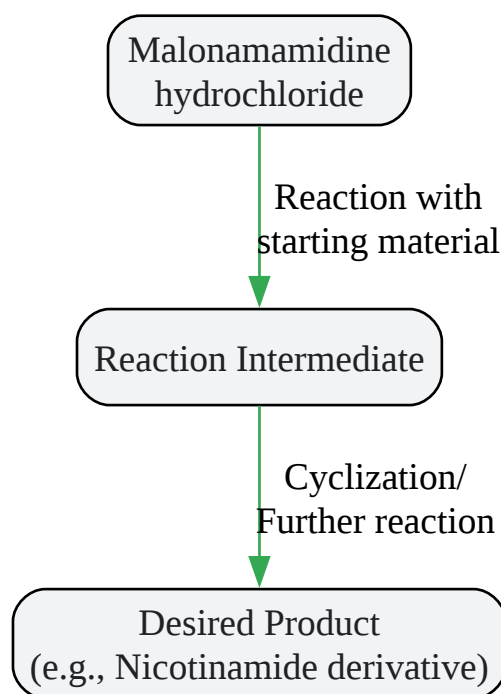 Malonamamidine
hydrochloride
Reaction with
starting material
Reaction Intermediate
Cyclization/
Further reaction
Desired Product
(e.g., Nicotinamide derivative)